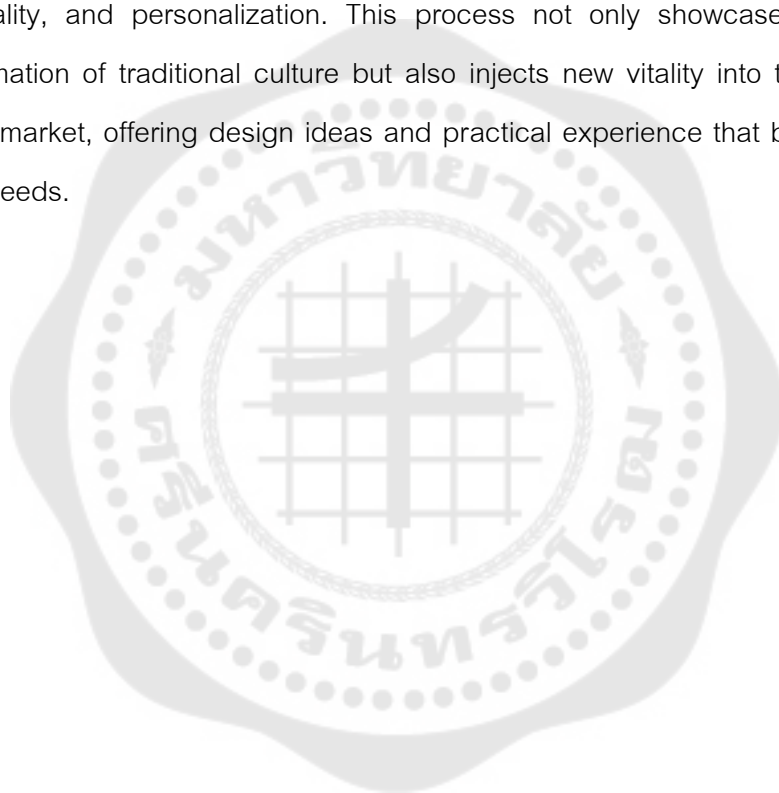 ality, and personalization. This process not only showcase
nation of traditional culture but also injects new vitality into t
market, offering design ideas and practical experience that b
eeds.
มหาวิทยาลัย
ศรีนครินทรวิโรฒ